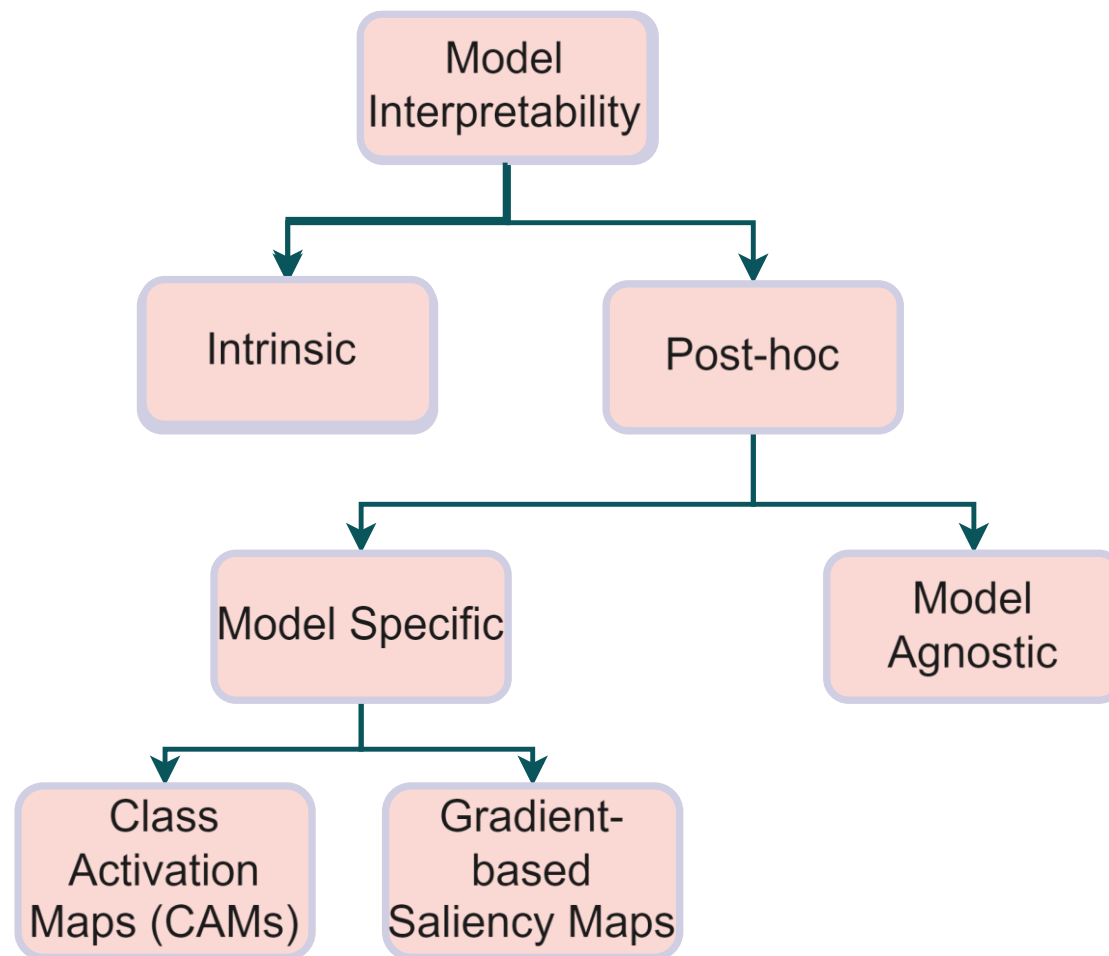 Model
Interpretability
Intrinsic
Post-hoc
Model Specific
Model
Agnostic
Class
Activation
Maps (CAMs)
Gradient-
based
Saliency Maps